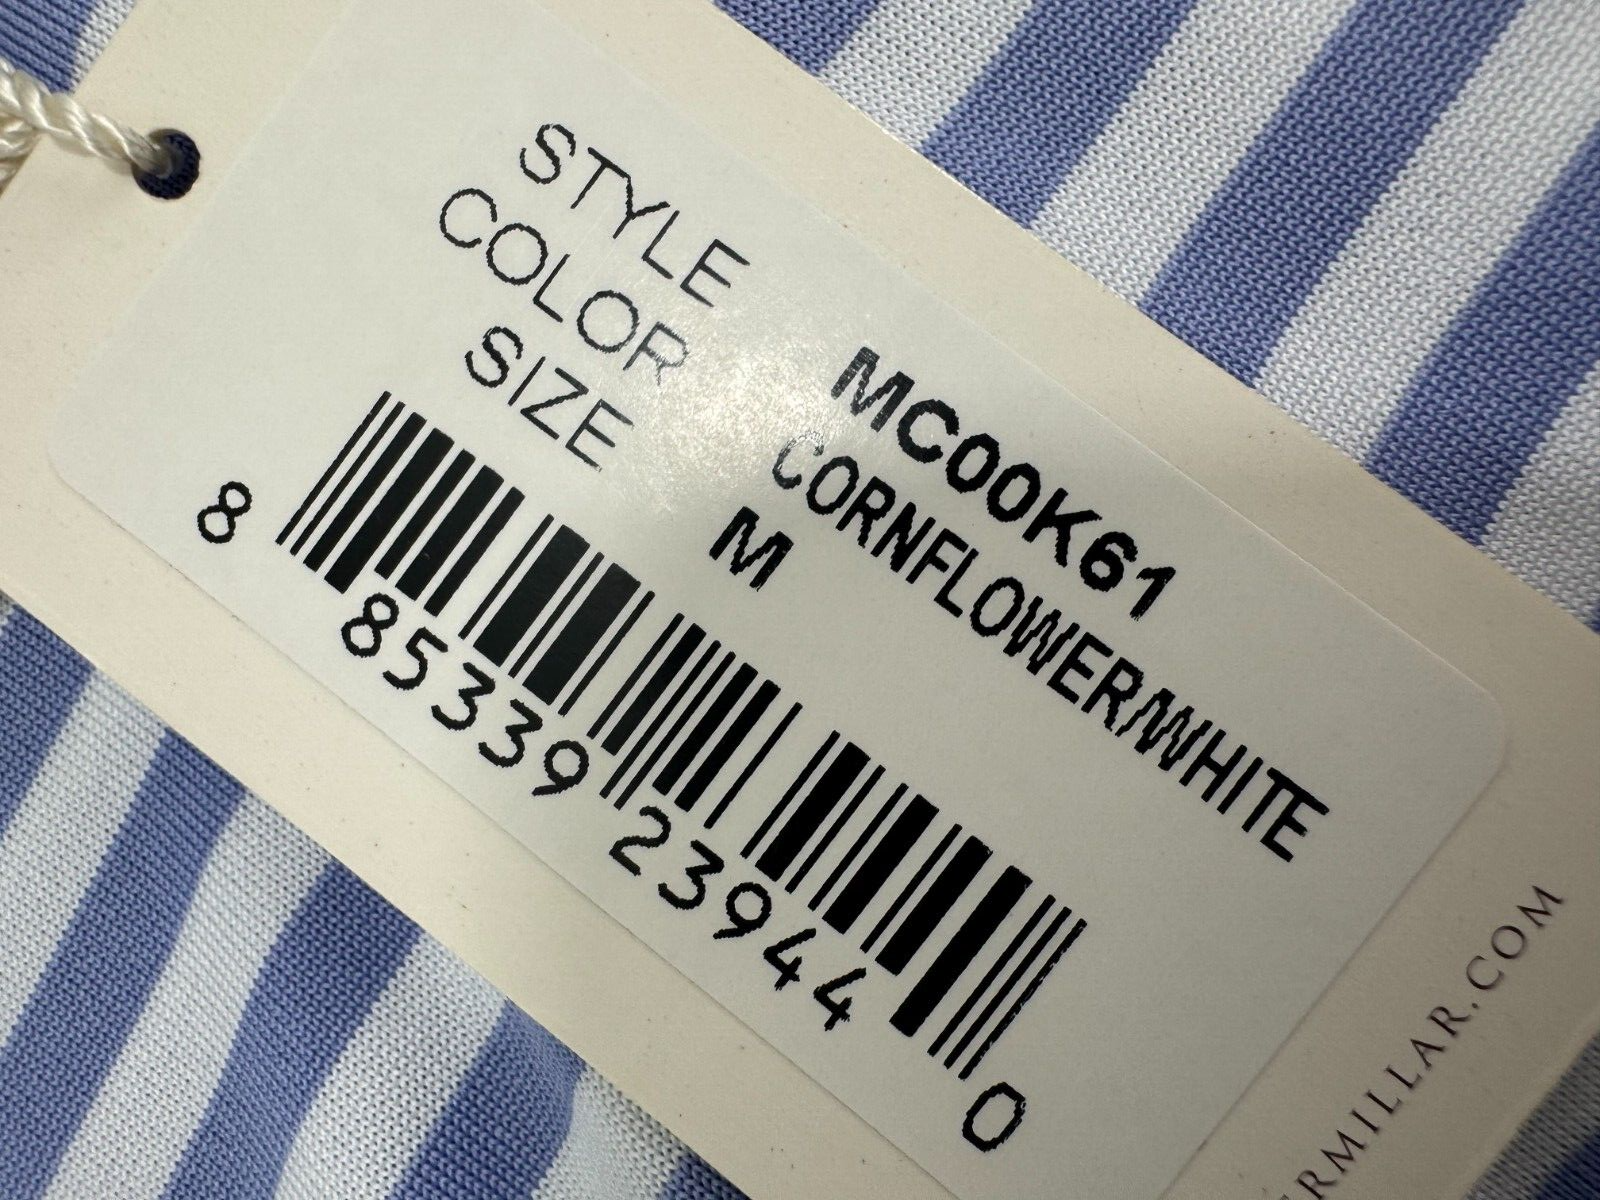 STYLE MC00K61
COLOR CORNFLOWER/WHITE
SIZE M
8 85339 23944 0
ERMILLAR.COM